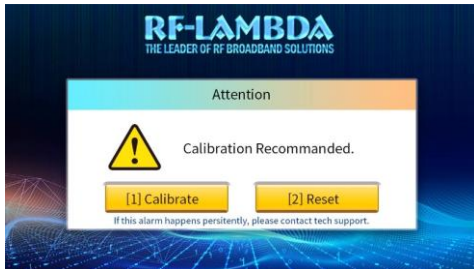 RF-LAMBDA
THE LEADER OF RF BROADBAND SOLUTIONS
Attention
Calibration Recommanded.
[1] Calibrate [2] Reset
If this alarm happens persitently, please contact tech support.